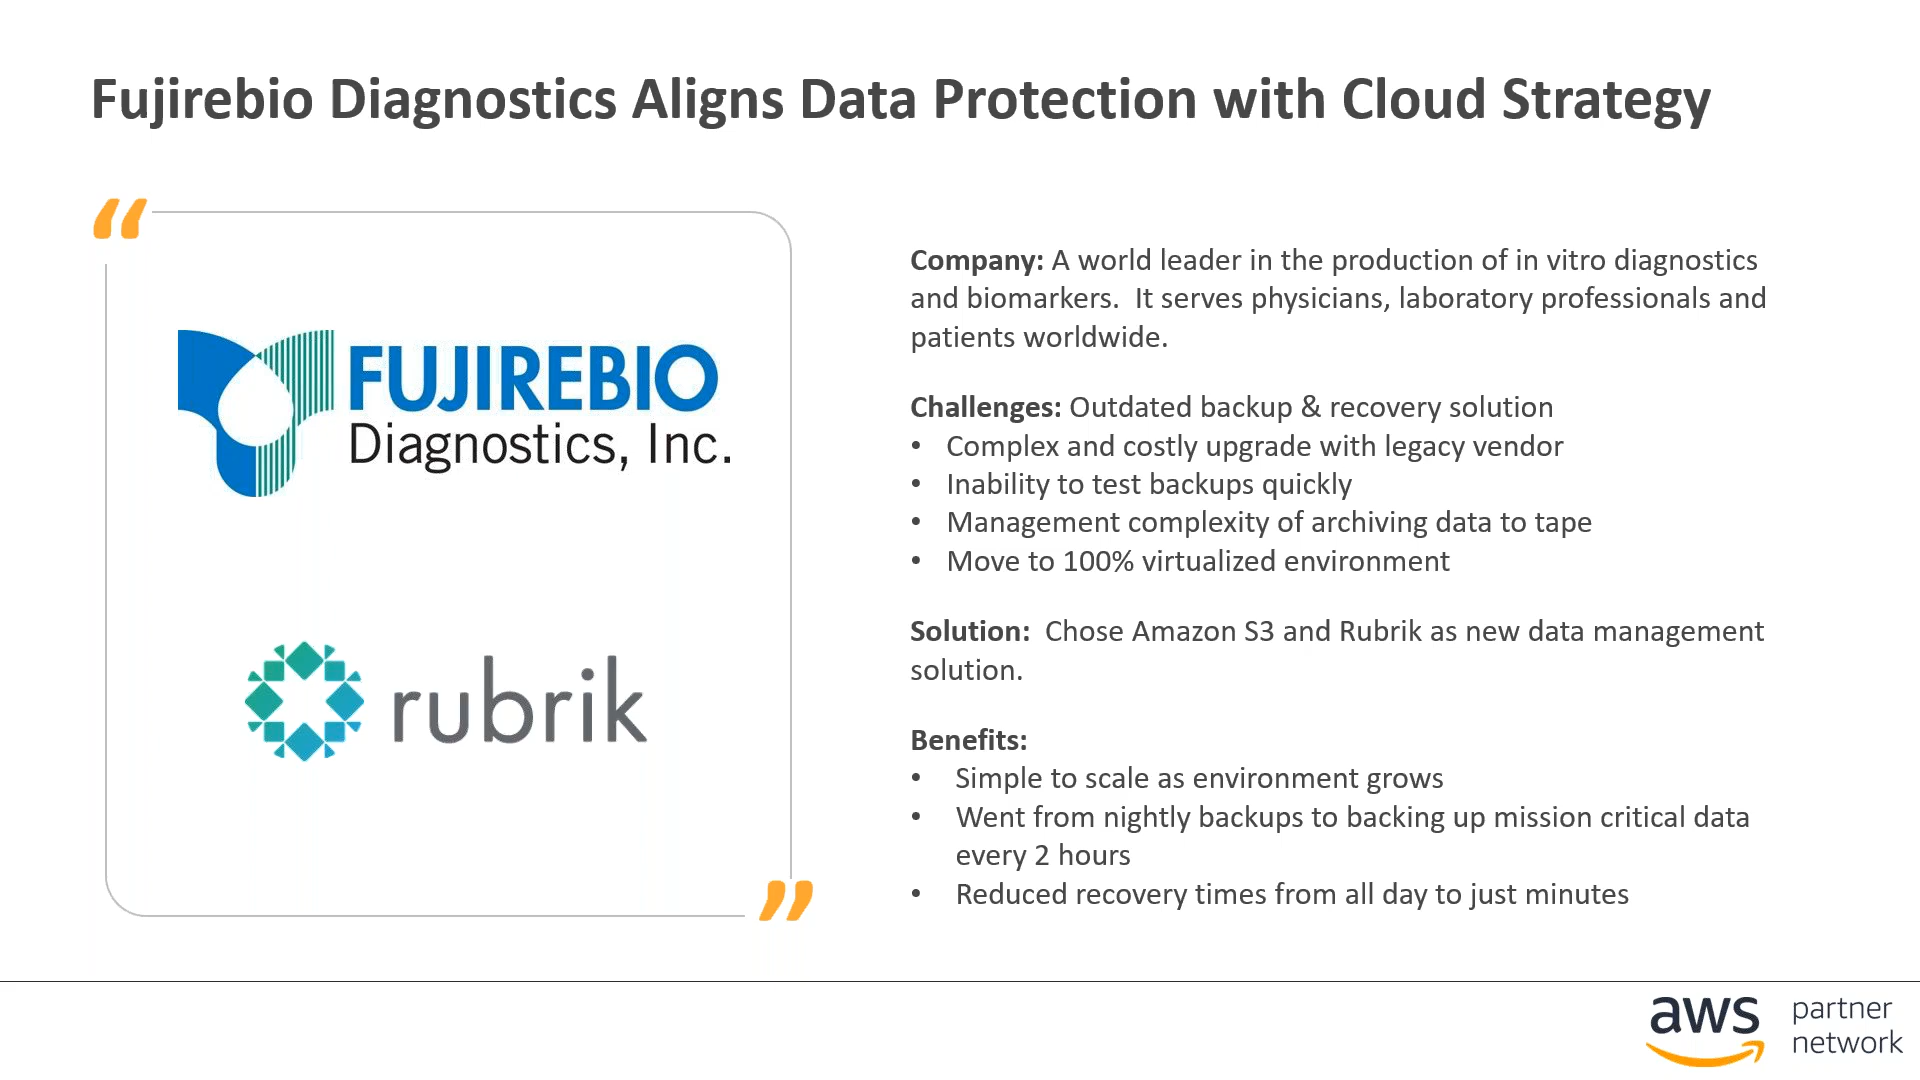 Fujirebio Diagnostics Aligns Data Protection with Cloud Strategy
“
FUJIREBIO
Diagnostics, Inc.
rubrik
”
Company: A world leader in the production of in vitro diagnostics
and biomarkers.  It serves physicians, laboratory professionals and
patients worldwide.
Challenges: Outdated backup & recovery solution
• Complex and costly upgrade with legacy vendor
• Inability to test backups quickly
• Management complexity of archiving data to tape
• Move to 100% virtualized environment
Solution:  Chose Amazon S3 and Rubrik as new data management
solution.
Benefits:
• Simple to scale as environment grows
• Went from nightly backups to backing up mission critical data
every 2 hours
• Reduced recovery times from all day to just minutes
aws
partner
network